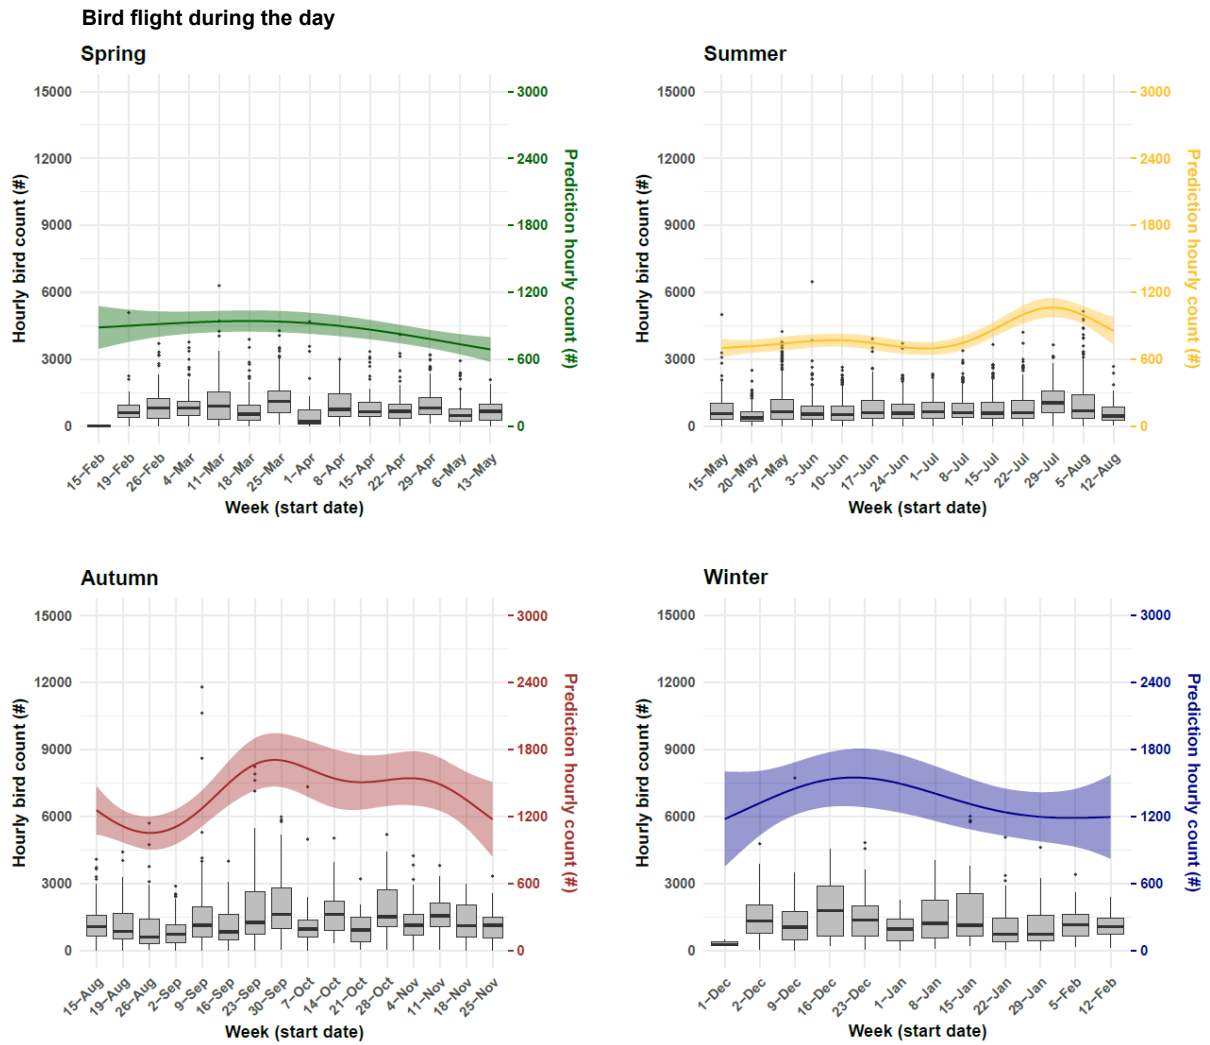 Bird flight during the day
Spring
15000
12000
9000
6000
3000
0
Hourly bird count (#)
3000
2400
1800
1200
600
0
Prediction hourly count (#)
15–Feb
19–Feb
26–Feb
4–Mar
11–Mar
18–Mar
25–Mar
1–Apr
8–Apr
15–Apr
22–Apr
29–Apr
6–May
13–May
Week (start date)
Summer
15000
12000
9000
6000
3000
0
Hourly bird count (#)
3000
2400
1800
1200
600
0
Prediction hourly count (#)
15–May
20–May
27–May
3–Jun
10–Jun
17–Jun
24–Jun
1–Jul
8–Jul
15–Jul
22–Jul
29–Jul
5–Aug
12–Aug
Week (start date)
Autumn
15000
12000
9000
6000
3000
0
Hourly bird count (#)
3000
2400
1800
1200
600
0
Prediction hourly count (#)
15–Aug
19–Aug
26–Aug
2–Sep
9–Sep
16–Sep
23–Sep
30–Sep
7–Oct
14–Oct
21–Oct
28–Oct
4–Nov
11–Nov
18–Nov
25–Nov
Week (start date)
Winter
15000
12000
9000
6000
3000
0
Hourly bird count (#)
3000
2400
1800
1200
600
0
Prediction hourly count (#)
1–Dec
2–Dec
9–Dec
16–Dec
23–Dec
1–Jan
8–Jan
15–Jan
22–Jan
29–Jan
5–Feb
12–Feb
Week (start date)